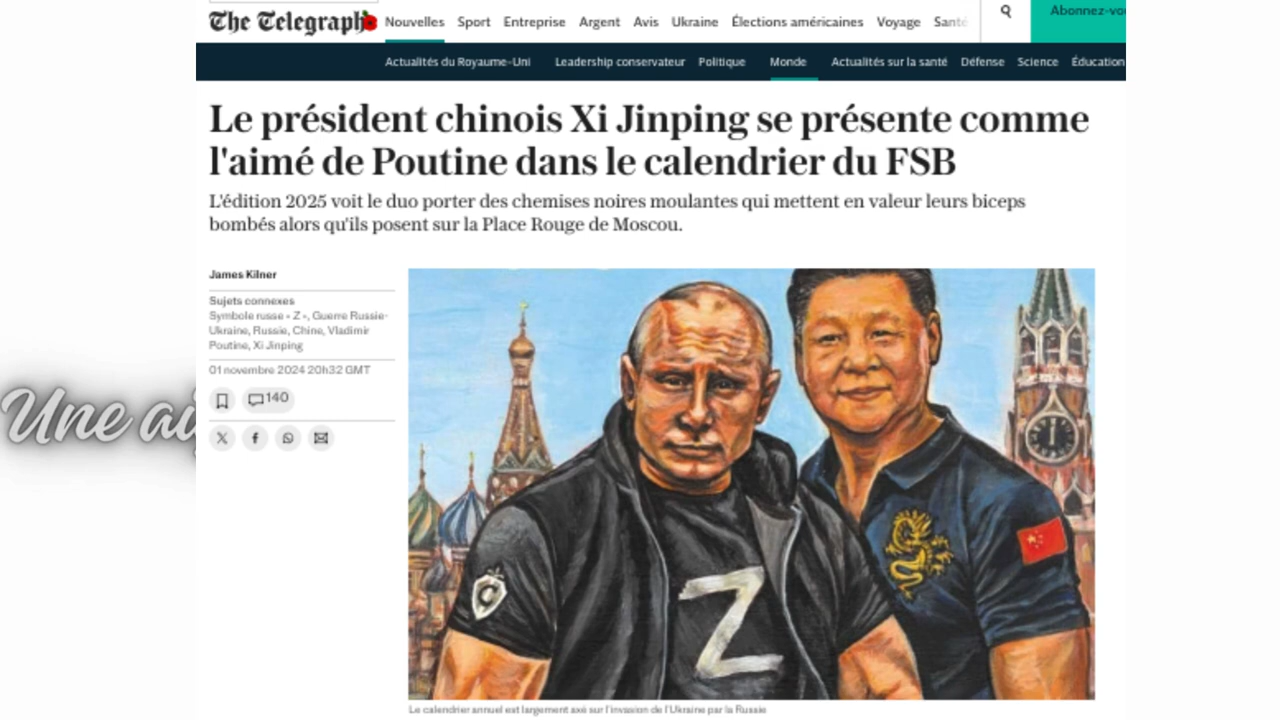 The Telegraph
Nouvelles Sport Entreprise Argent Avis Ukraine Élections américaines Voyage Santé
Abonnez-vou
Actualités du Royaume-Uni Leadership conservateur Politique Monde Actualités sur la santé Défense Science Éducation
Le président chinois Xi Jinping se présente comme
l'aimé de Poutine dans le calendrier du FSB
L'édition 2025 voit le duo porter des chemises noires moulantes qui mettent en valeur leurs biceps
bombés alors qu'ils posent sur la Place Rouge de Moscou.
James Kilner
Sujets connexes
Symbole russe « Z », Guerre Russie-
Ukraine, Russie, Chine, Vladimir
Poutine, Xi Jinping
01 novembre 2024 20h32 GMT
140
Une ai
Z
Le calendrier annuel est largement axé sur l'invasion de l'Ukraine par la Russie